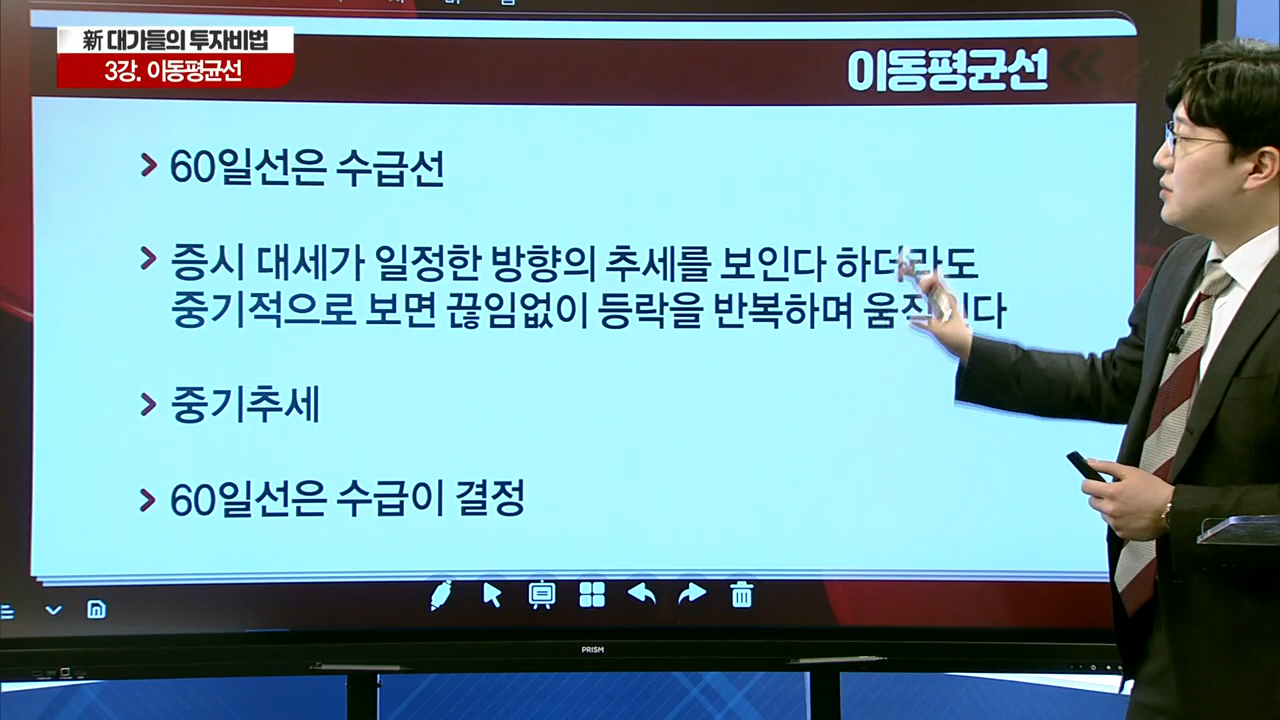 新 대가들의 투자비법
3강. 이동평균선
이동평균선
60일선은 수급선
증시 대세가 일정한 방향의 추세를 보인다 하더라도
중기적으로 보면 끊임없이 등락을 반복하며 움직인다
중기추세
60일선은 수급이 결정
PRISM